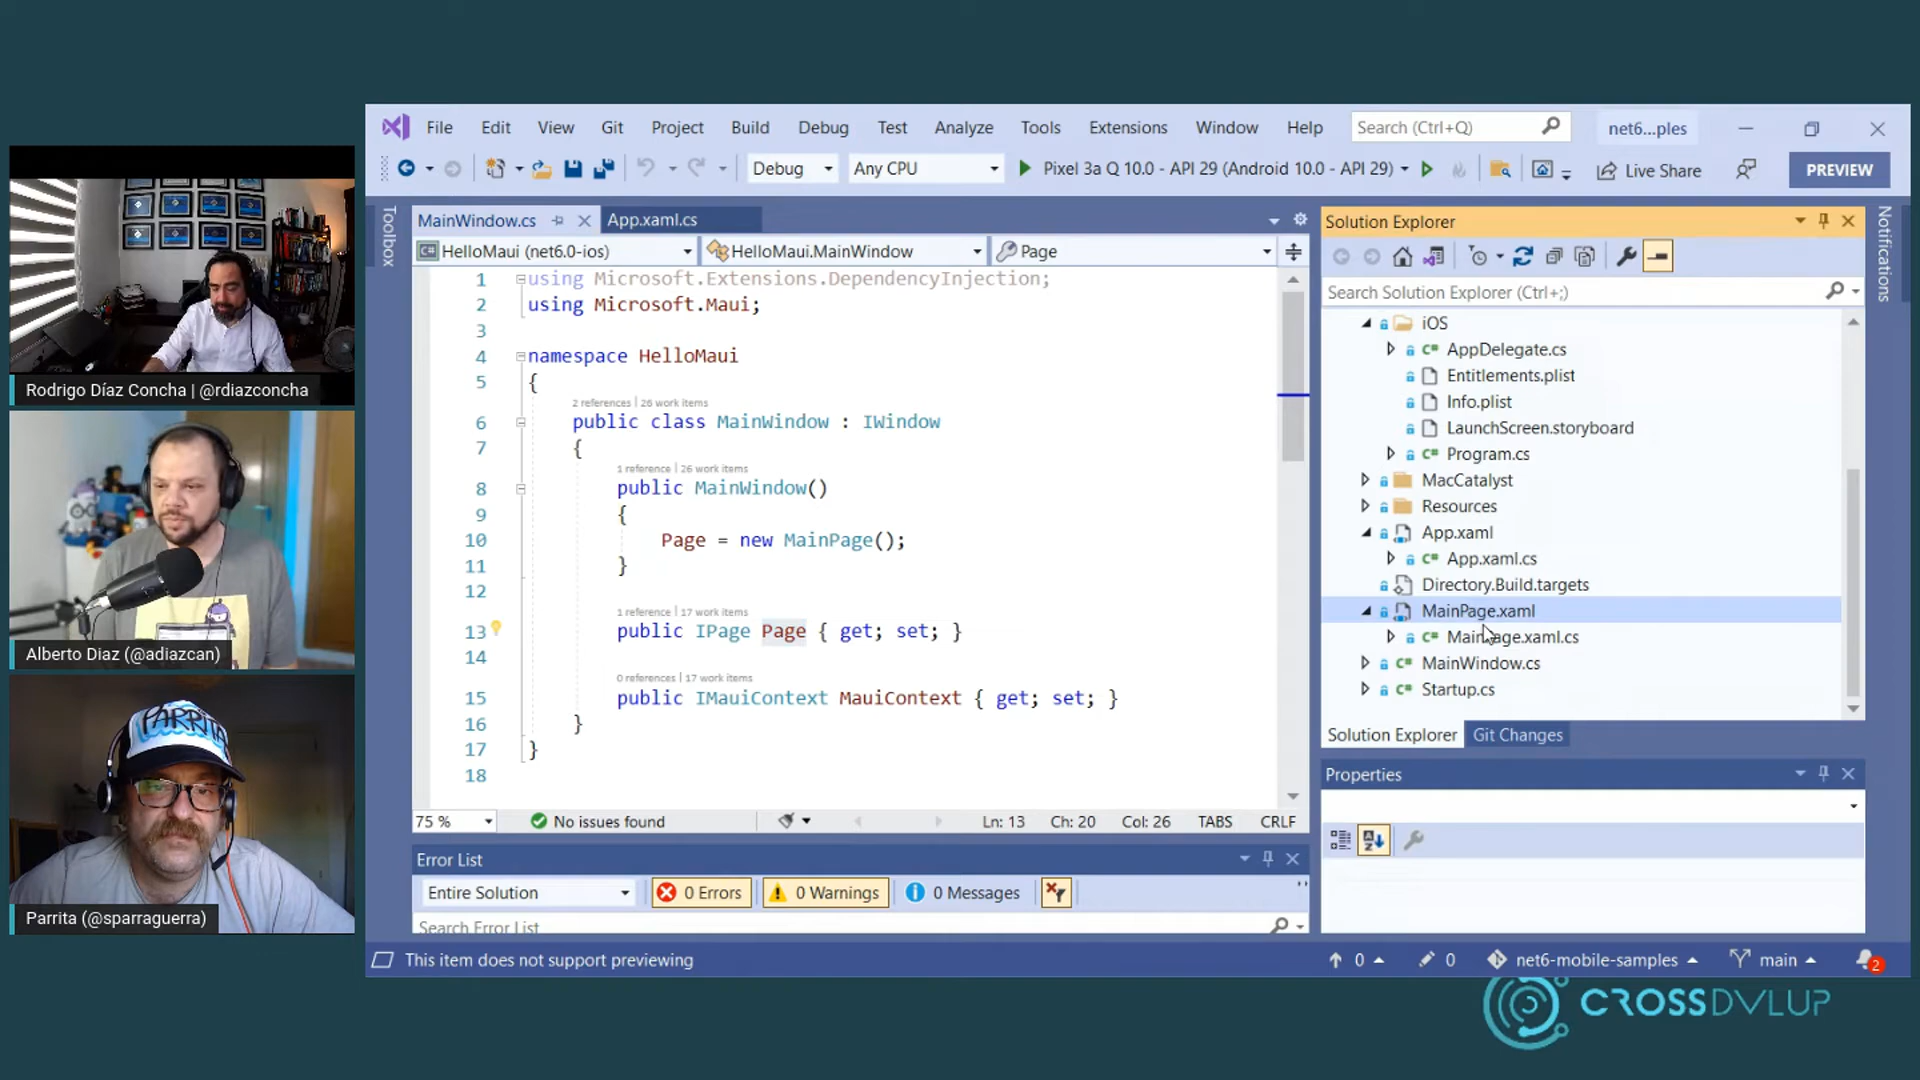 File Edit View Git Project Build Debug Test Analyze Tools Extensions Window Help Search (Ctrl+Q) net6...ples
Debug Any CPU Pixel 3a Q 10.0 - API 29 (Android 10.0 - API 29) Live Share PREVIEW
Toolbox
MainWindow.cs App.xaml.cs
HelloMaui (net6.0-ios) HelloMaui.MainWindow Page
1 using Microsoft.Extensions.DependencyInjection;
2 using Microsoft.Maui;
3
4 namespace HelloMaui
5 {
2 references | 26 work items
6 public class MainWindow : IWindow
7 {
1 reference | 26 work items
8 public MainWindow()
9 {
10 Page = new MainPage();
11 }
12
1 reference | 17 work items
13 public IPage Page { get; set; }
14
0 references | 17 work items
15 public IMauiContext MauiContext { get; set; }
16 }
17 }
18
75 % No issues found Ln: 13 Ch: 20 Col: 26 TABS CRLF
Error List
Entire Solution 0 Errors 0 Warnings 0 Messages
Search Error List
Solution Explorer
Search Solution Explorer (Ctrl+;)
iOS
C# AppDelegate.cs
Entitlements.plist
Info.plist
LaunchScreen.storyboard
C# Program.cs
MacCatalyst
Resources
App.xaml
C# App.xaml.cs
Directory.Build.targets
MainPage.xaml
C# MainPage.xaml.cs
C# MainWindow.cs
C# Startup.cs
Solution Explorer Git Changes
Properties
Notifications
This item does not support previewing 0 0 net6-mobile-samples main 2
Rodrigo Díaz Concha | @rdiazconcha
Alberto Diaz (@adiazcan)
PARRITA
Parrita (@sparraguerra)
CROSSDVLUP